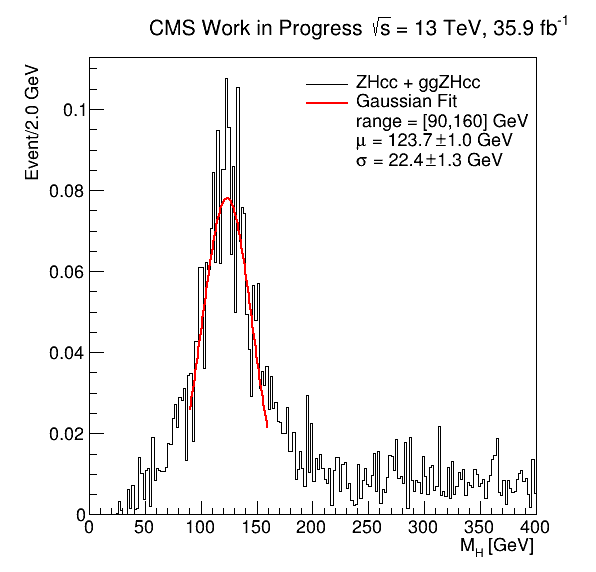 CMS Work in Progress √s = 13 TeV, 35.9 fb⁻¹
Event/2.0 GeV
ZHcc + ggZHcc
Gaussian Fit
range = [90,160] GeV
μ = 123.7±1.0 GeV
σ = 22.4±1.3 GeV
0.1
0.08
0.06
0.04
0.02
0
0 50 100 150 200 250 300 350 400
M_H [GeV]